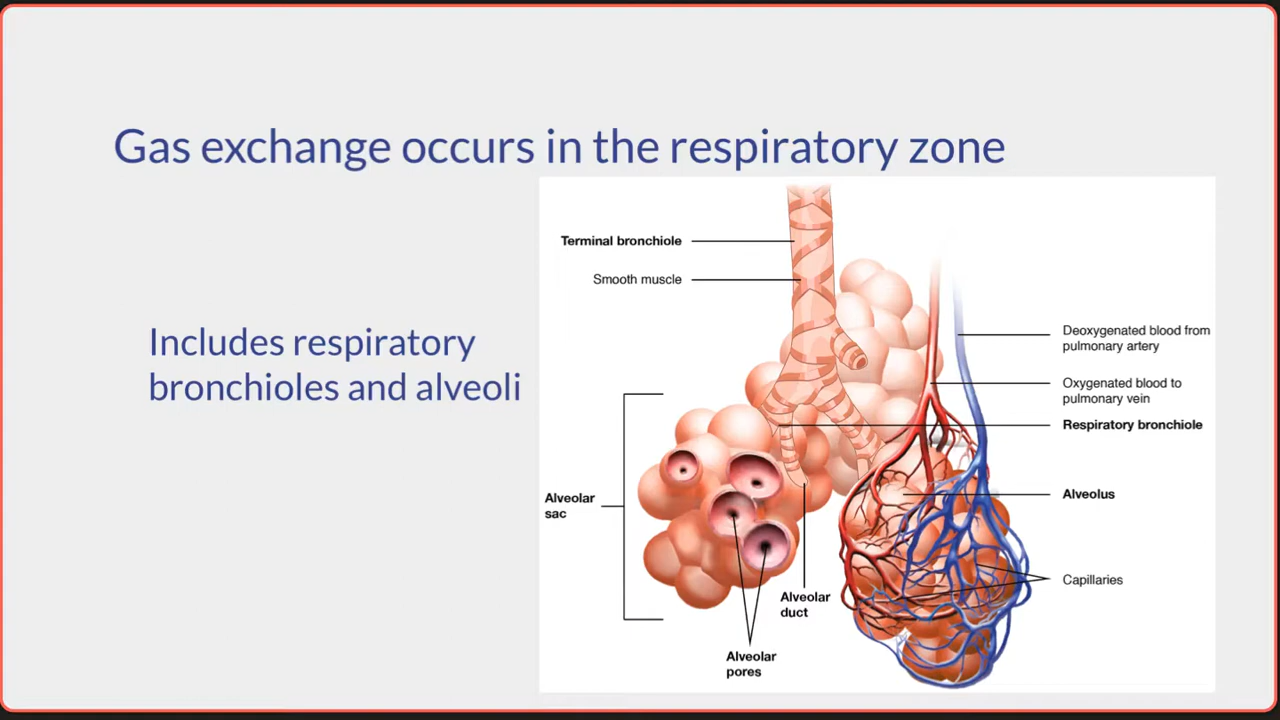 Gas exchange occurs in the respiratory zone
Includes respiratory
bronchioles and alveoli
Terminal bronchiole
Smooth muscle
Alveolar
sac
Alveolar
pores
Alveolar
duct
Deoxygenated blood from
pulmonary artery
Oxygenated blood to
pulmonary vein
Respiratory bronchiole
Alveolus
Capillaries